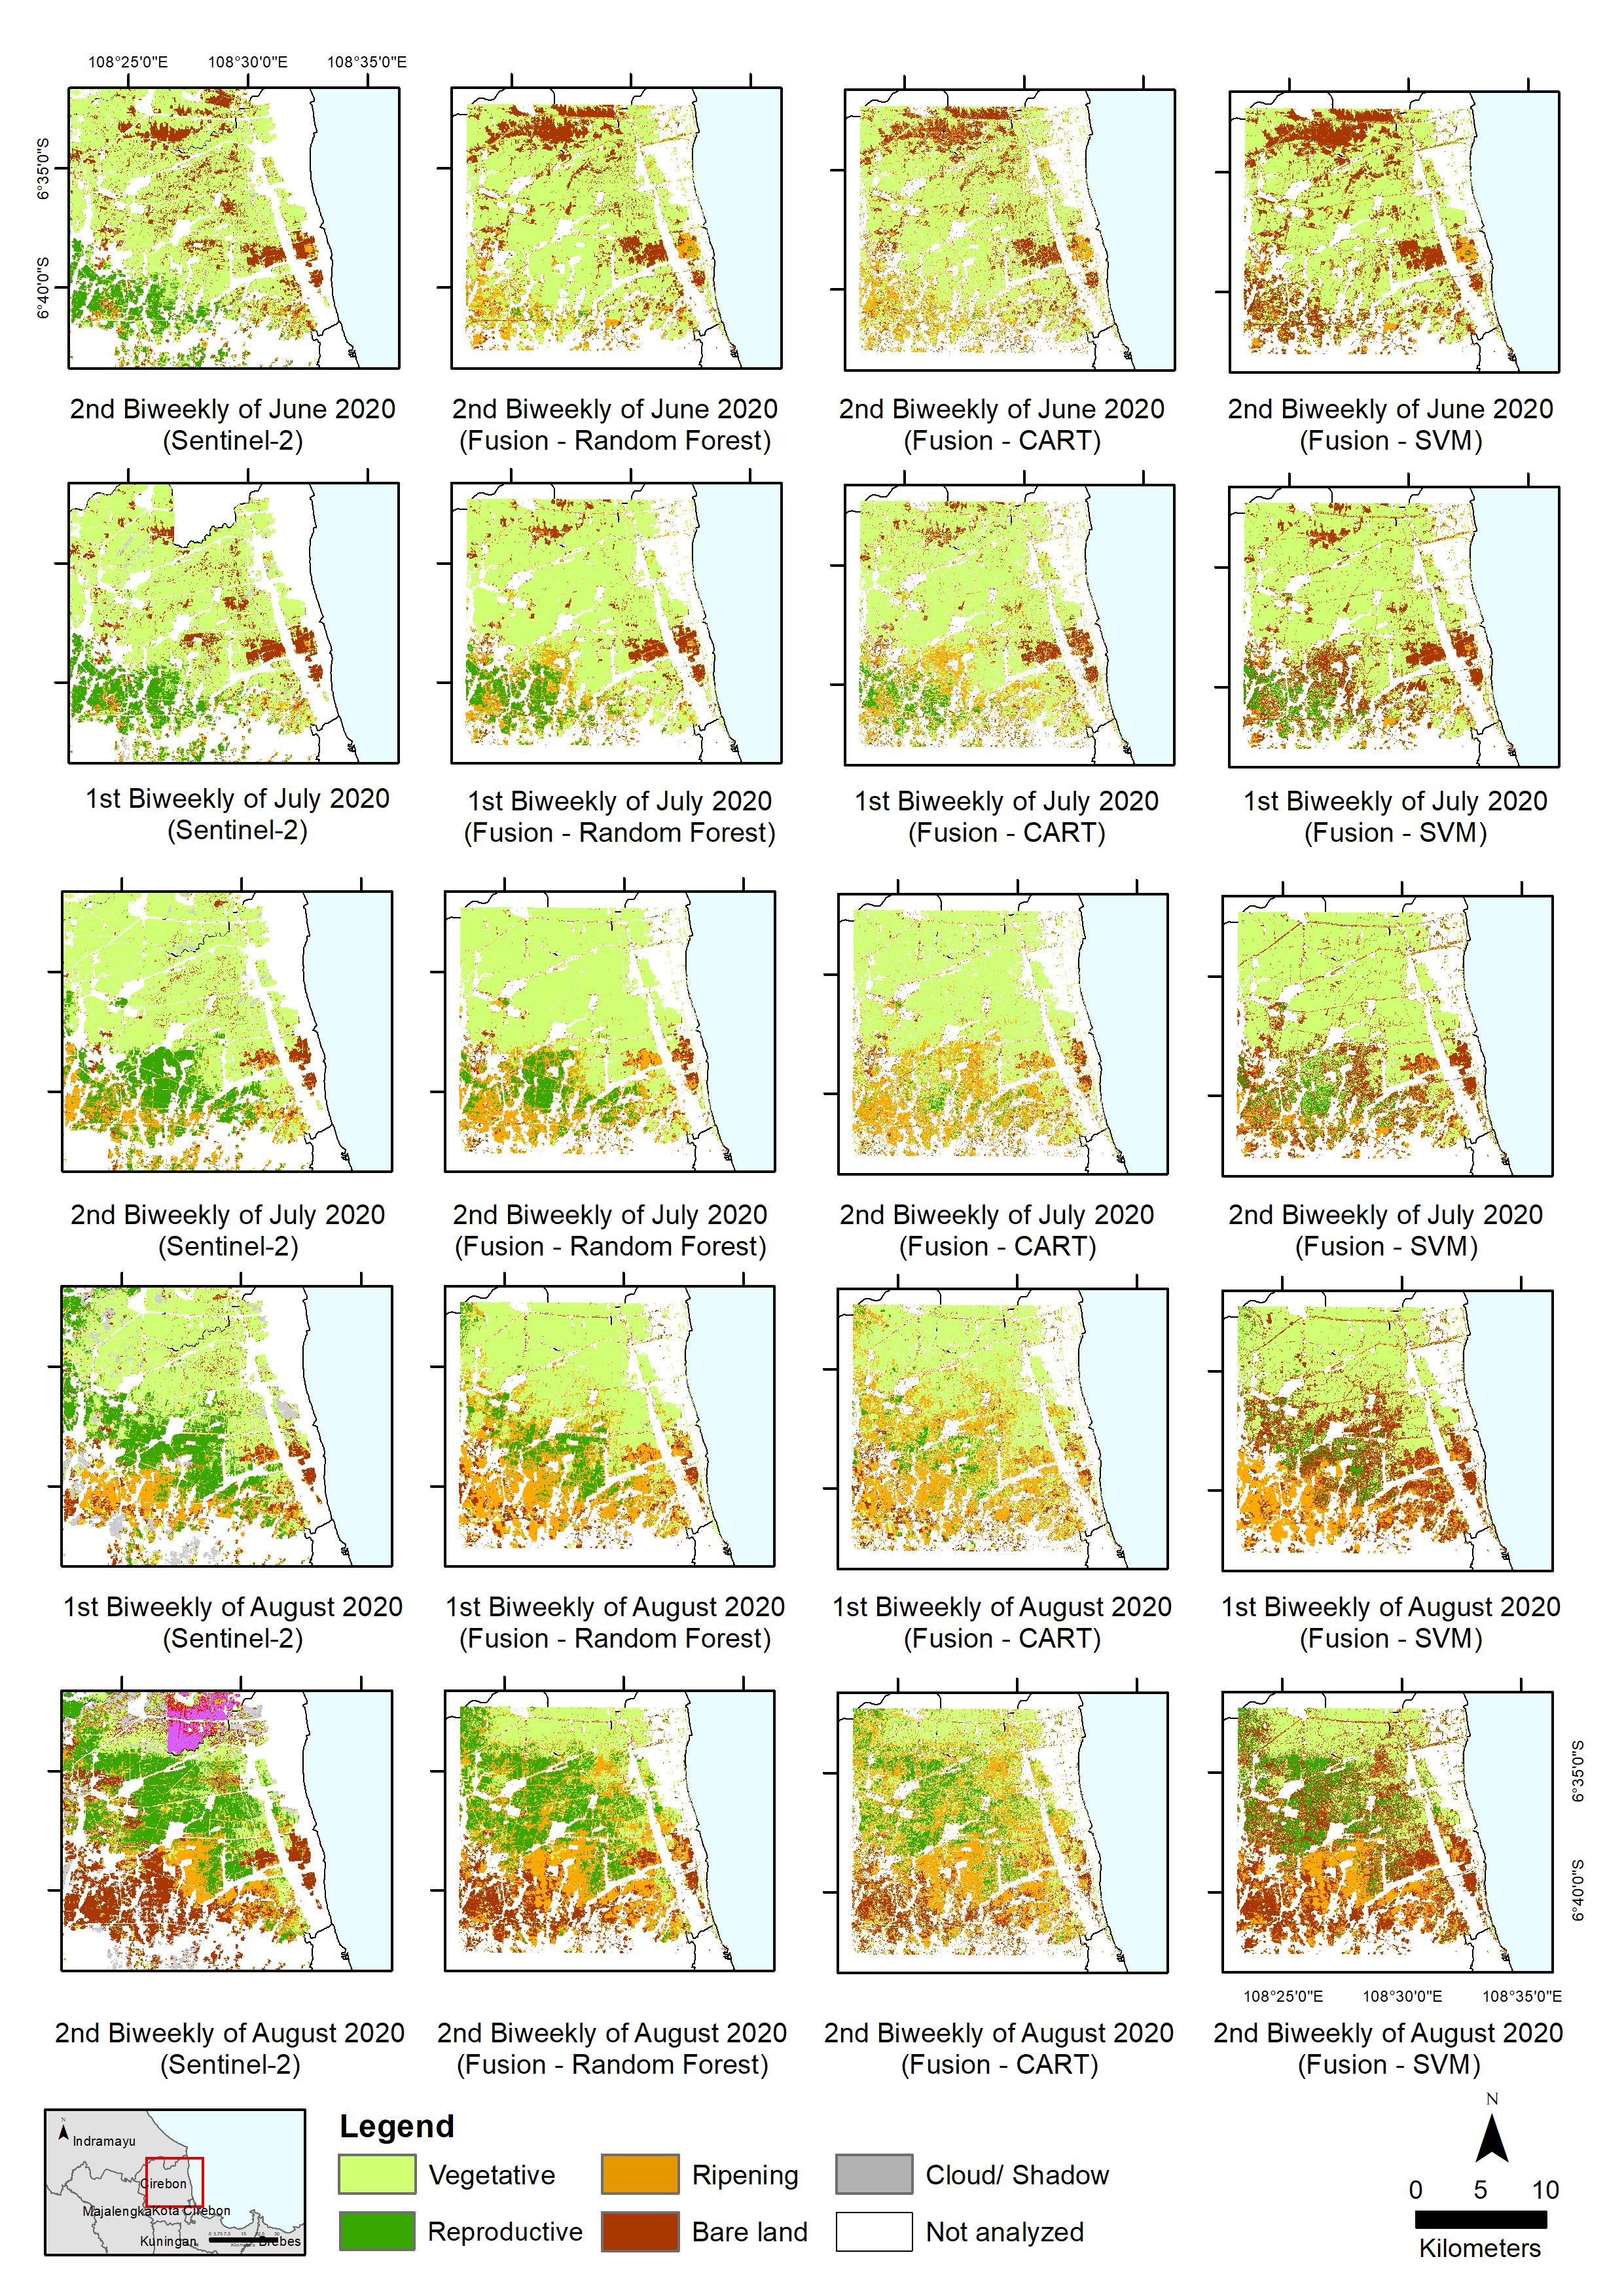 108°25'0"E 108°30'0"E 108°35'0"E
6°35'0"S
6°40'0"S
2nd Biweekly of June 2020
(Sentinel-2)
2nd Biweekly of June 2020
(Fusion - Random Forest)
2nd Biweekly of June 2020
(Fusion - CART)
2nd Biweekly of June 2020
(Fusion - SVM)
1st Biweekly of July 2020
(Sentinel-2)
1st Biweekly of July 2020
(Fusion - Random Forest)
1st Biweekly of July 2020
(Fusion - CART)
1st Biweekly of July 2020
(Fusion - SVM)
2nd Biweekly of July 2020
(Sentinel-2)
2nd Biweekly of July 2020
(Fusion - Random Forest)
2nd Biweekly of July 2020
(Fusion - CART)
2nd Biweekly of July 2020
(Fusion - SVM)
1st Biweekly of August 2020
(Sentinel-2)
1st Biweekly of August 2020
(Fusion - Random Forest)
1st Biweekly of August 2020
(Fusion - CART)
1st Biweekly of August 2020
(Fusion - SVM)
6°35'0"S
6°40'0"S
108°25'0"E 108°30'0"E 108°35'0"E
2nd Biweekly of August 2020
(Sentinel-2)
2nd Biweekly of August 2020
(Fusion - Random Forest)
2nd Biweekly of August 2020
(Fusion - CART)
2nd Biweekly of August 2020
(Fusion - SVM)
N
Indramayu
Cirebon
Majalengka Kota Cirebon
Kuningan
Brebes
Legend
Vegetative
Ripening
Cloud/ Shadow
Reproductive
Bare land
Not analyzed
N
0 5 10
Kilometers